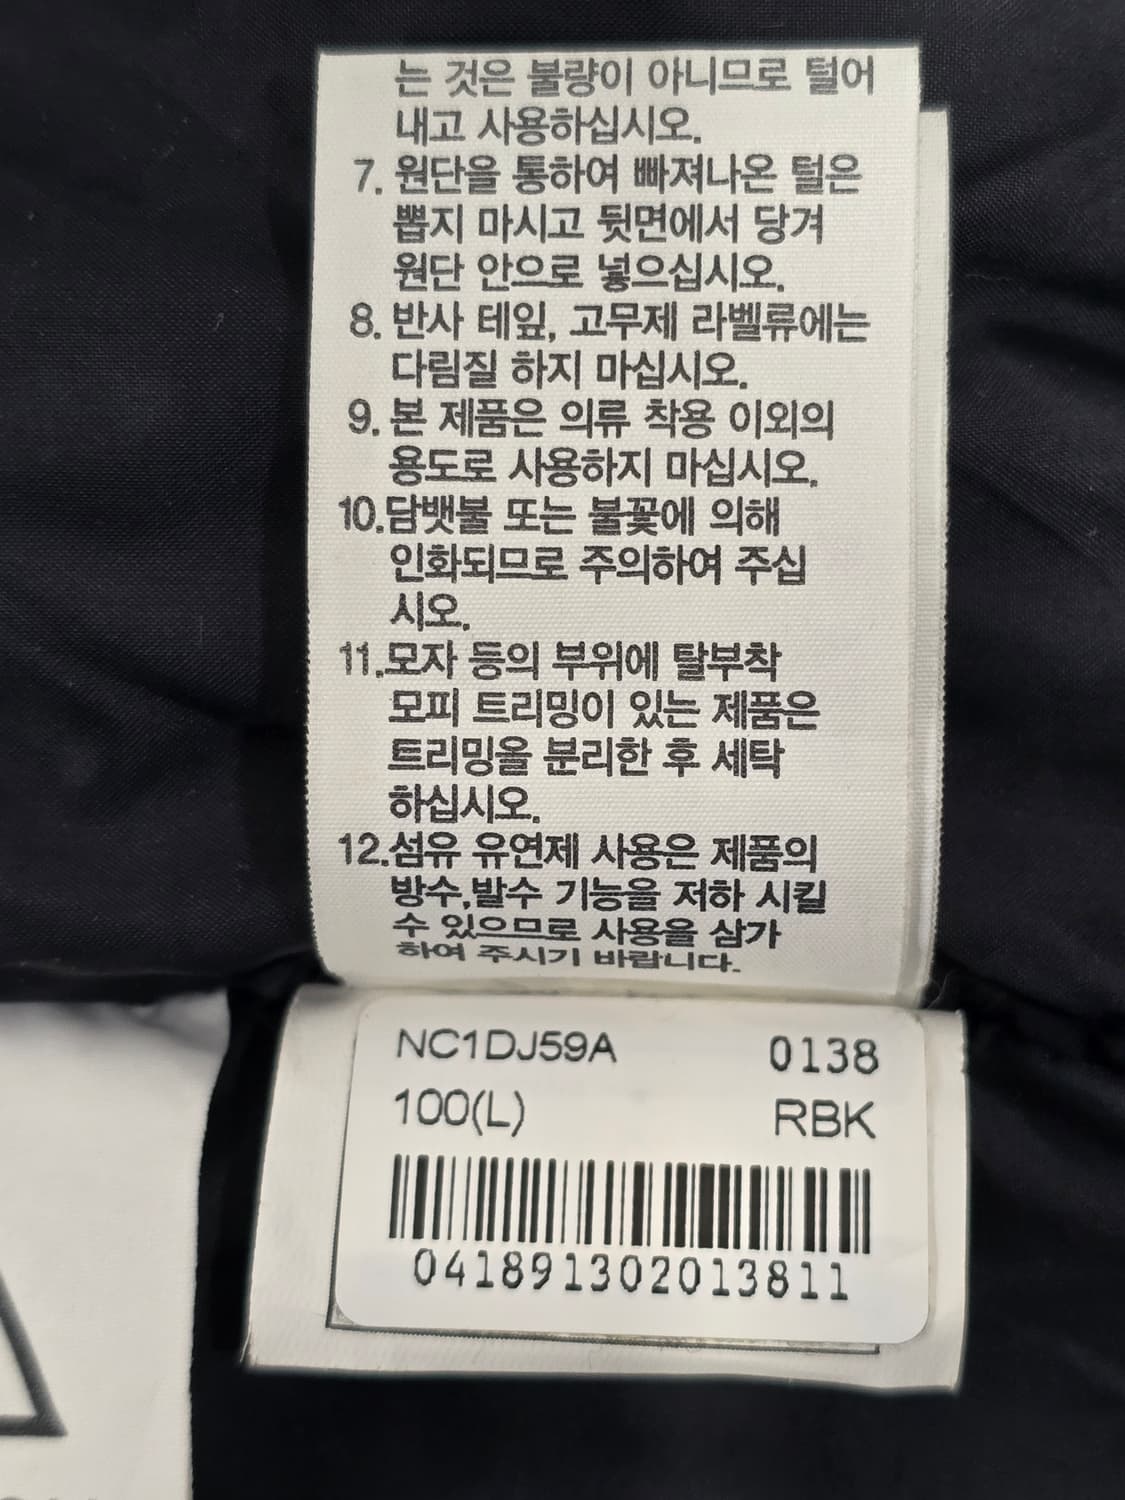 는 것은 불량이 아니므로 털어
내고 사용하십시오.
7. 원단을 통하여 빠져나온 털은
뽑지 마시고 뒷면에서 당겨
원단 안으로 넣으십시오.
8. 반사 테잎, 고무제 라벨류에는
다림질 하지 마십시오.
9. 본 제품은 의류 착용 이외의
용도로 사용하지 마십시오.
10.담뱃불 또는 불꽃에 의해
인화되므로 주의하여 주십
시오.
11.모자 등의 부위에 탈부착
모피 트리밍이 있는 제품은
트리밍을 분리한 후 세탁
하십시오.
12.섬유 유연제 사용은 제품의
방수,발수 기능을 저하 시킬
수 있으므로 사용을 삼가
하여 주시기 바랍니다.
NC1DJ59A 0138
100(L) RBK
041891302013811